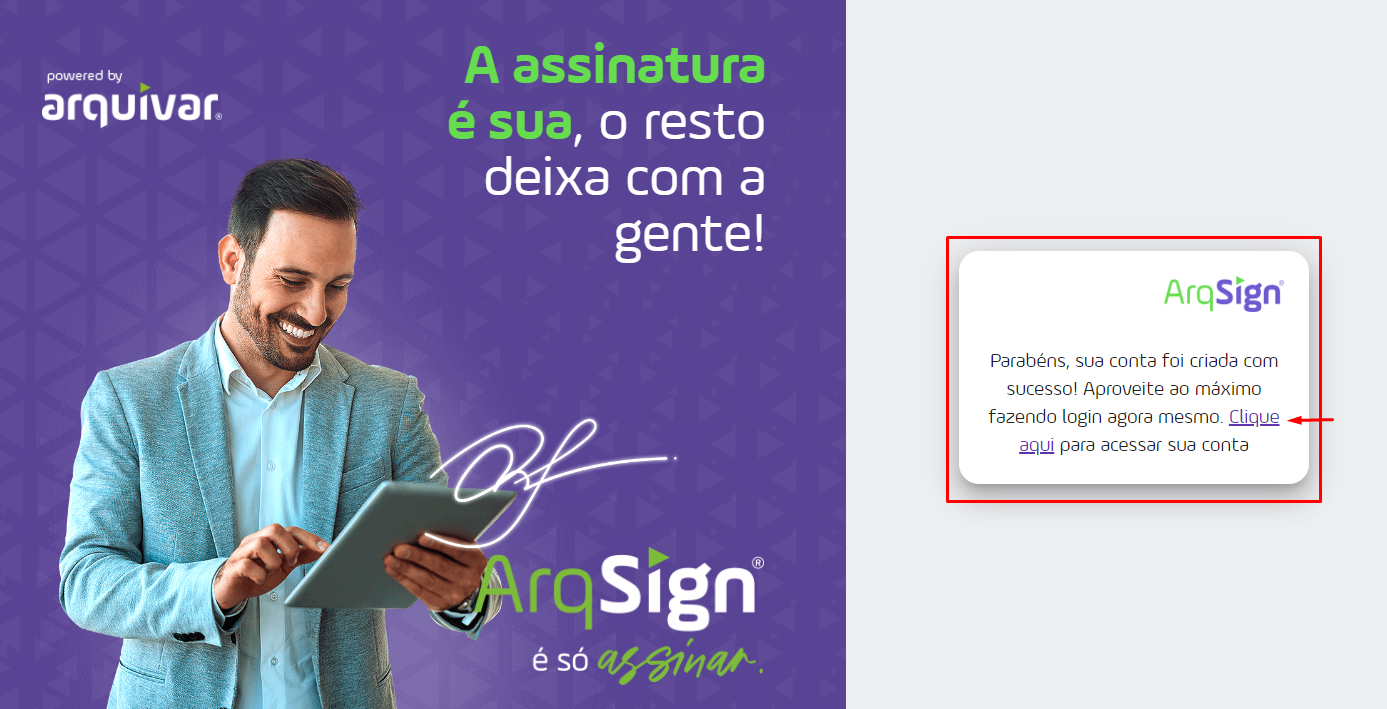 powered by
arquivar®
A assinatura
é sua, o resto
deixa com a
gente!
ArqSign®
é só assinar.
ArqSign®
Parabéns, sua conta foi criada com
sucesso! Aproveite ao máximo
fazendo login agora mesmo. Clique
aqui para acessar sua conta